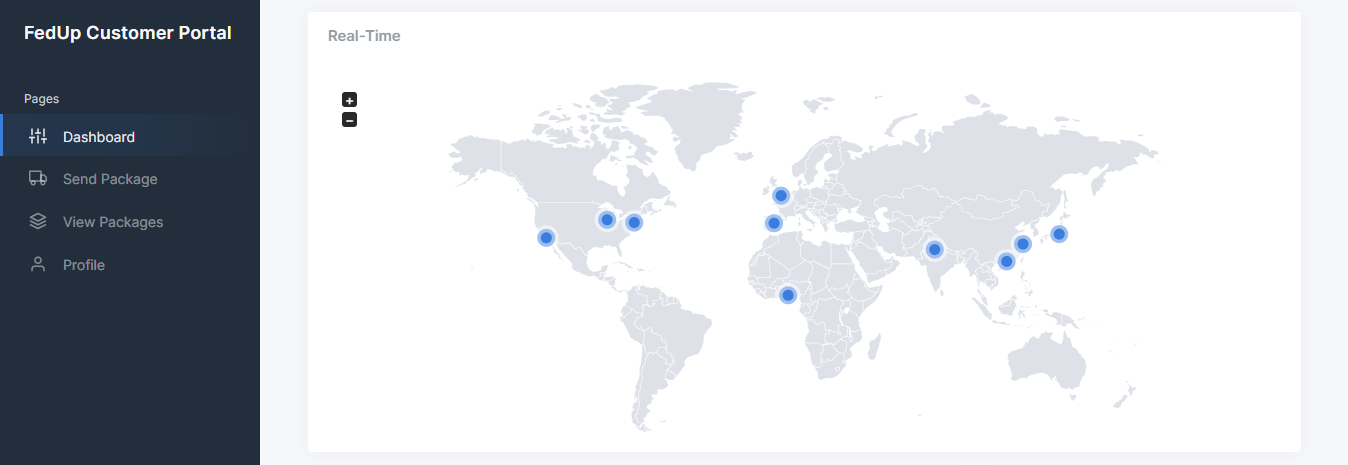 FedUp Customer Portal
Pages
Dashboard
Send Package
View Packages
Profile
Real-Time
+
−